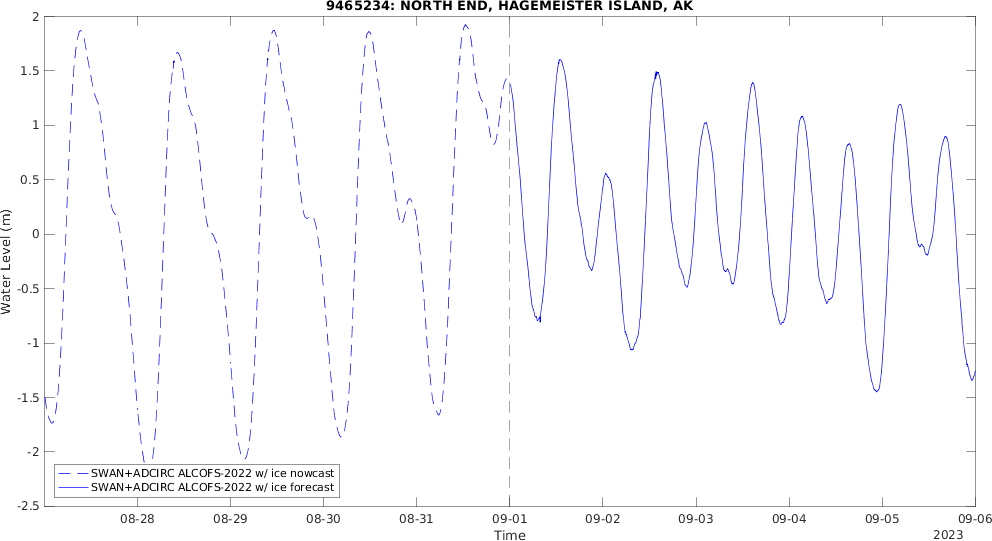 9465234: NORTH END, HAGEMEISTER ISLAND, AK
2
1.5
1
0.5
0
-0.5
-1
-1.5
-2
-2.5
Water Level (m)
SWAN+ADCIRC ALCOFS-2022 w/ ice nowcast
SWAN+ADCIRC ALCOFS-2022 w/ ice forecast
08-28 08-29 08-30 08-31 09-01 09-02 09-03 09-04 09-05 09-06
Time
2023